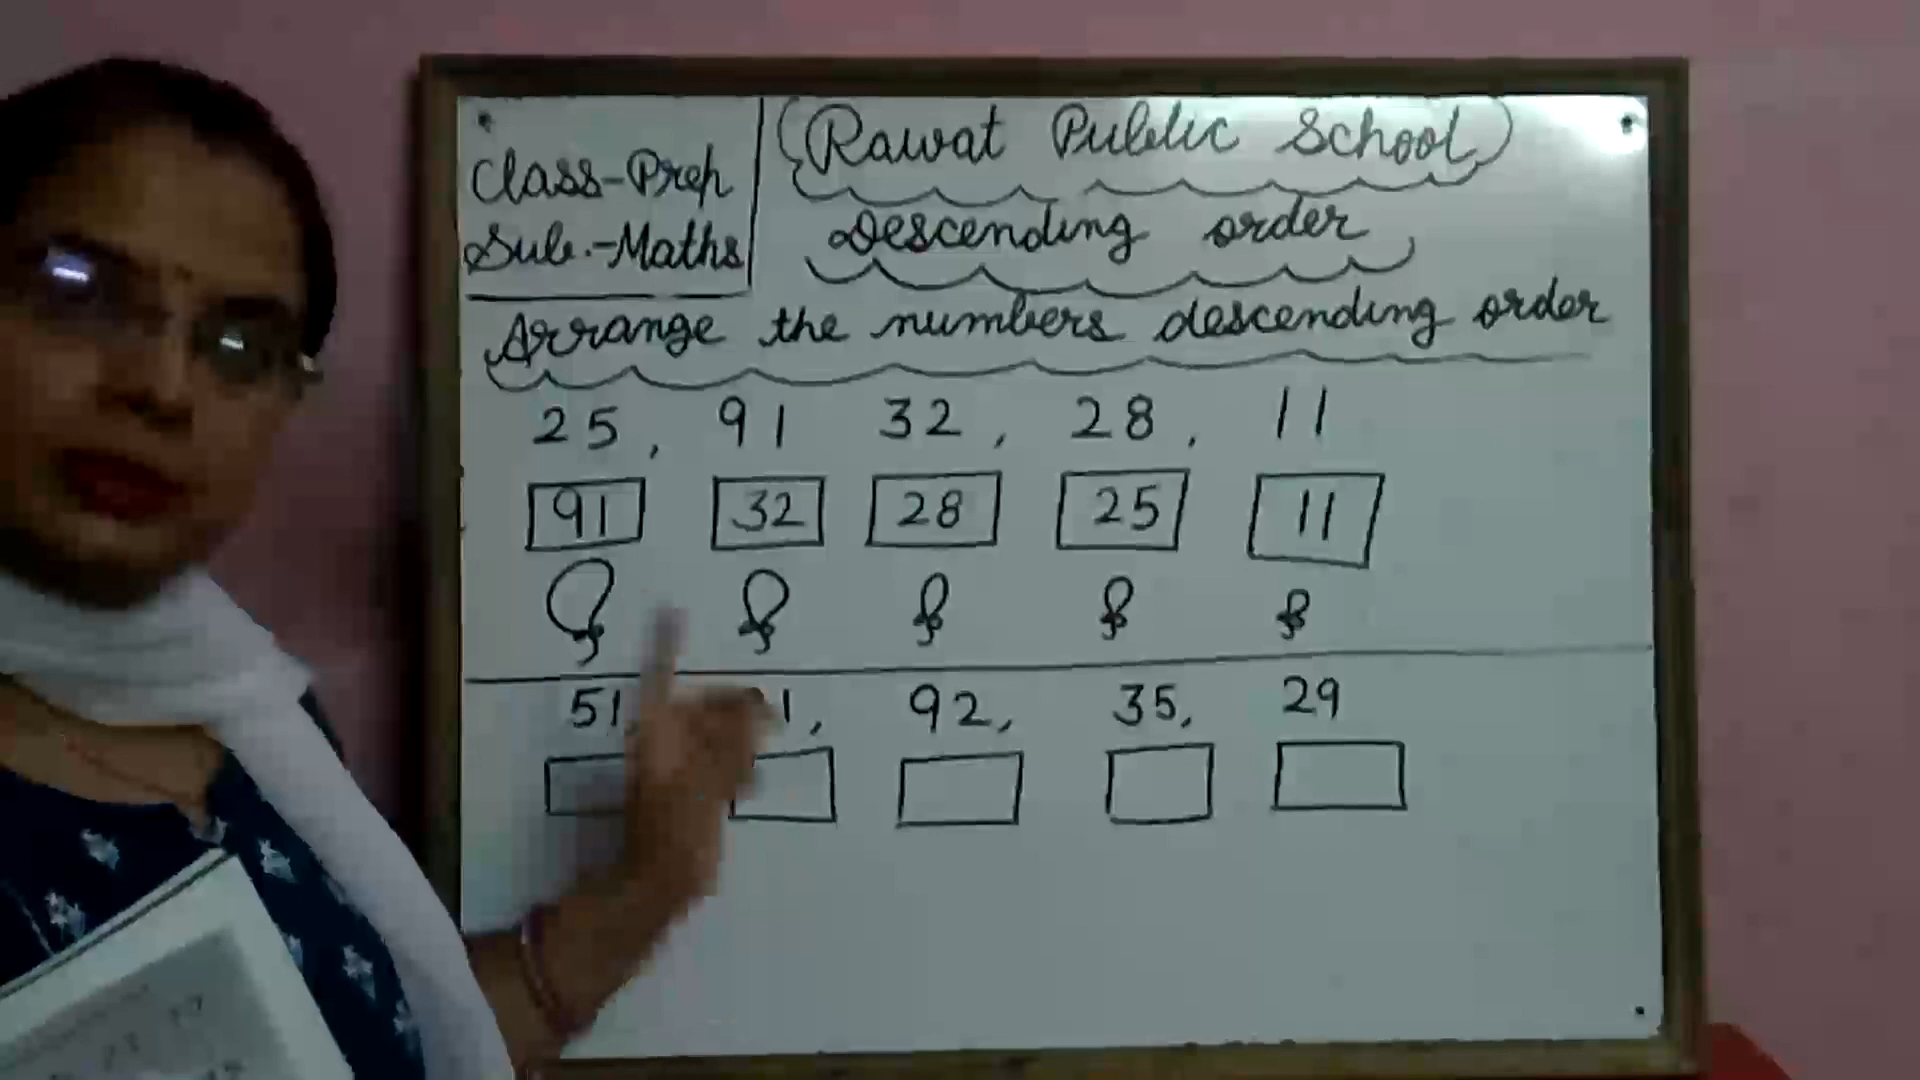 Class-Prep
Sub.-Maths
(Rawat Public School)
Descending order
Arrange the numbers descending order
25, 91 32, 28, 11
91 32 28 25 11
51, 92, 35, 29